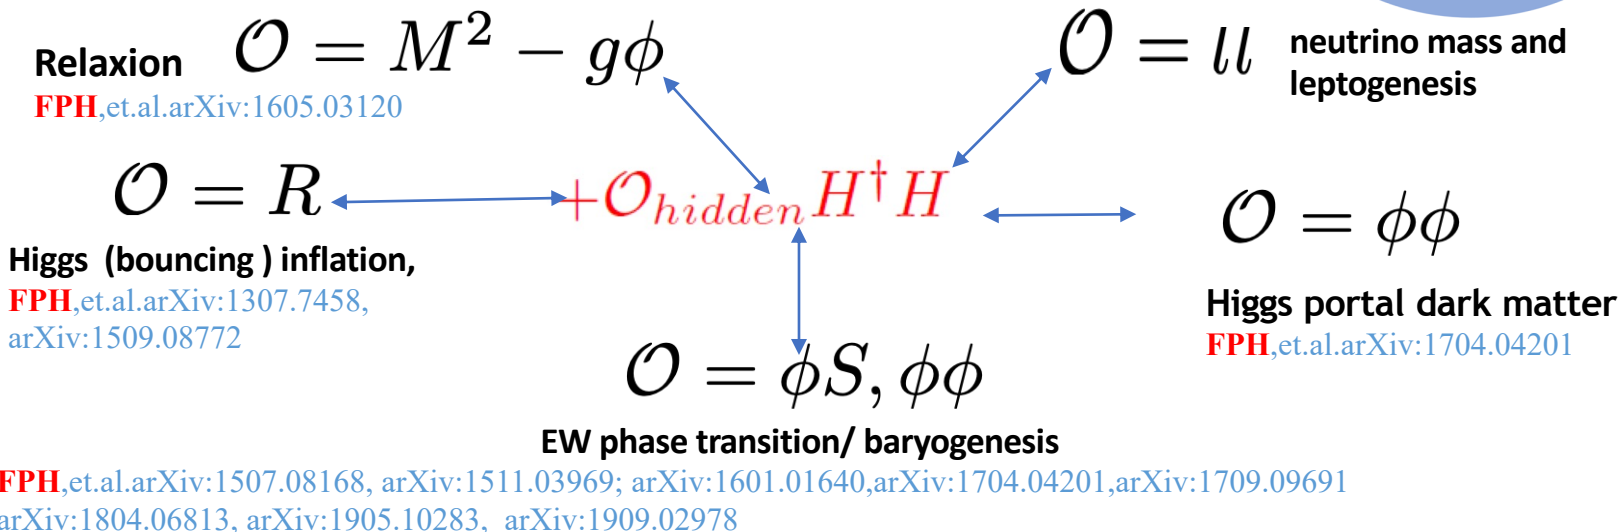 Relaxion 𝒪 = M² − gϕ
FPH,et.al.arXiv:1605.03120
𝒪 = ll neutrino mass and
leptogenesis
𝒪 = R
+𝒪_{hidden} H†H
𝒪 = ϕϕ
Higgs (bouncing ) inflation,
FPH,et.al.arXiv:1307.7458,
arXiv:1509.08772
Higgs portal dark matter
FPH,et.al.arXiv:1704.04201
𝒪 = ϕS, ϕϕ
EW phase transition/ baryogenesis
FPH,et.al.arXiv:1507.08168, arXiv:1511.03969; arXiv:1601.01640,arXiv:1704.04201,arXiv:1709.09691
arXiv:1804.06813, arXiv:1905.10283, arXiv:1909.02978